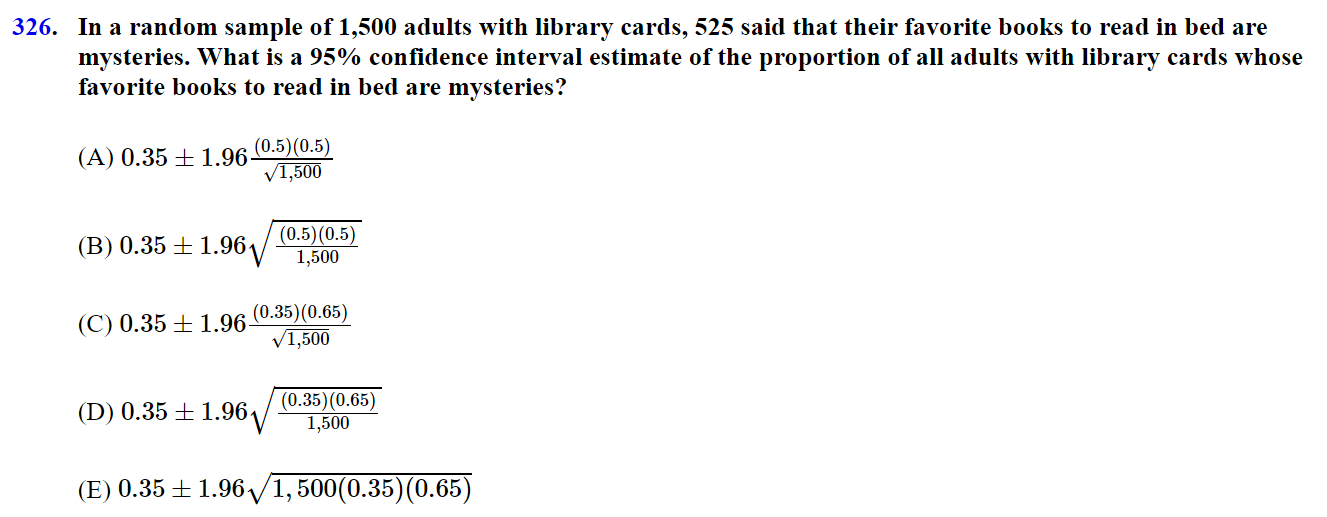 326. In a random sample of 1,500 adults with library cards, 525 said that their favorite books to read in bed are
mysteries. What is a 95% confidence interval estimate of the proportion of all adults with library cards whose
favorite books to read in bed are mysteries?
(A) 0.35 ± 1.96 (0.5)(0.5)/√1,500
(B) 0.35 ± 1.96 √((0.5)(0.5)/1,500)
(C) 0.35 ± 1.96 (0.35)(0.65)/√1,500
(D) 0.35 ± 1.96 √((0.35)(0.65)/1,500)
(E) 0.35 ± 1.96 √(1,500(0.35)(0.65))